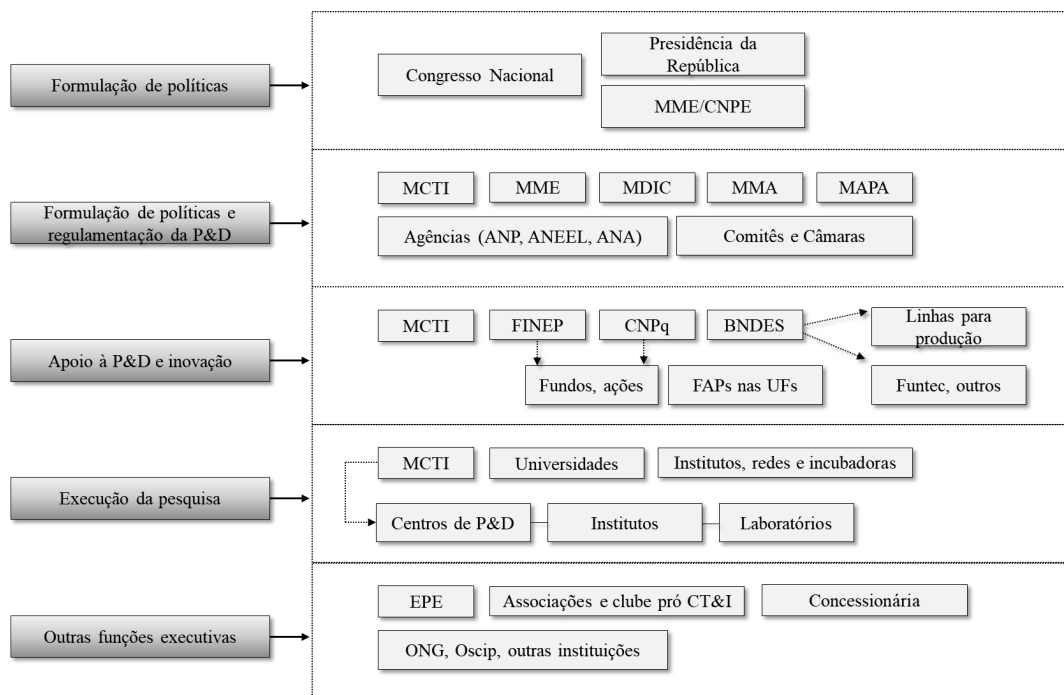 Formulação de políticas
Congresso Nacional
Presidência da
República
MME/CNPE
Formulação de políticas e
regulamentação da P&D
MCTI
MME
MDIC
MMA
MAPA
Agências (ANP, ANEEL, ANA)
Comitês e Câmaras
Apoio à P&D e inovação
MCTI
FINEP
CNPq
BNDES
Linhas para
produção
Fundos, ações
FAPs nas UFs
Funtec, outros
Execução da pesquisa
MCTI
Universidades
Institutos, redes e incubadoras
Centros de P&D
Institutos
Laboratórios
Outras funções executivas
EPE
Associações e clube pró CT&I
Concessionária
ONG, Oscip, outras instituições